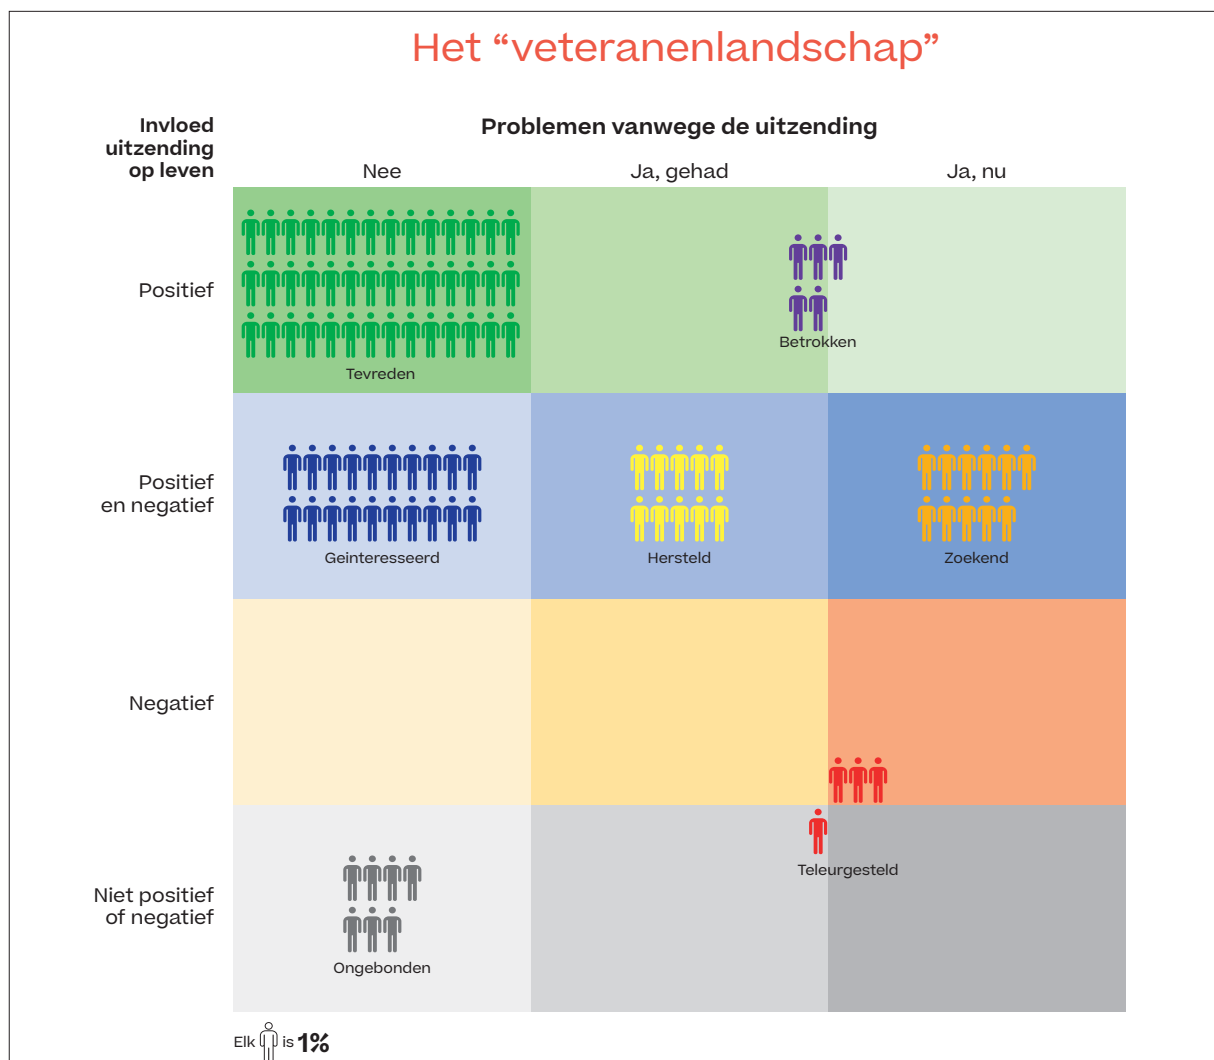 Het “veteranenlandschap”
Invloed
uitzending
op leven
Problemen vanwege de uitzending
Nee
Ja, gehad
Ja, nu
Positief
Tevreden
Betrokken
Positief
en negatief
Geinteresseerd
Hersteld
Zoekend
Negatief
Teleurgesteld
Niet positief
of negatief
Ongebonden
Elk is 1%